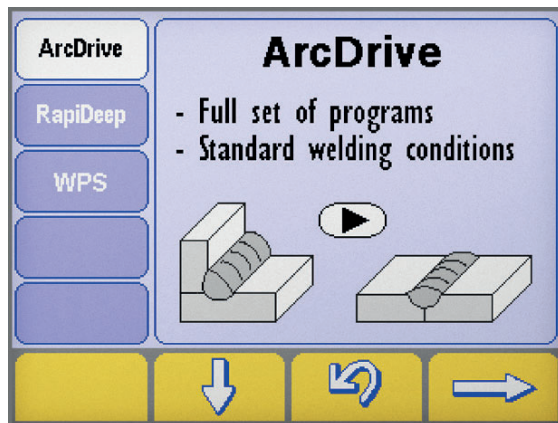 ArcDrive
RapiDeep
WPS
ArcDrive
- Full set of programs
- Standard welding conditions